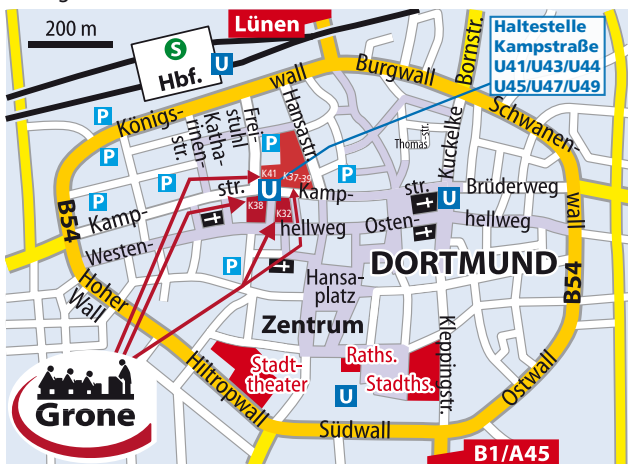 200 m
Lünen
Haltestelle
Kampstraße
U41/U43/U44
U45/U47/U49
S
Hbf.
U
Burgwall
Bornstr.
Königs-
wall
Schwanen-
wall
P
P
P
P
P
P
P
P
Katha-
rinen-
str.
Frei-
stuhl
Hansastr.
Thomas-
str.
Kuckelke
str.
K41
K37-39
K38
K32
U
U
Kamp-
str.
Kamp-
Brüderweg
Westen-
hellweg
Osten-
hellweg
B54
B54
DORTMUND
Hansa-
platz
Hoher
Wall
Zentrum
Stadt-
theater
Raths.
Stadths.
Kleppingstr.
U
Hiltropwall
Ostwall
Südwall
Grone
B1/A45